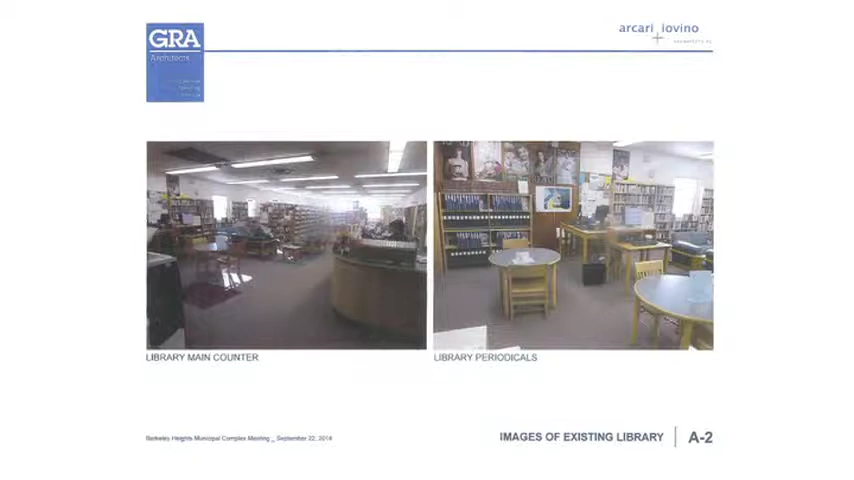 GRA
Architects
arcari iovino
LIBRARY MAIN COUNTER
LIBRARY PERIODICALS
Berkeley Heights Municipal Complex Meeting _ September 22, 2014
IMAGES OF EXISTING LIBRARY
A-2